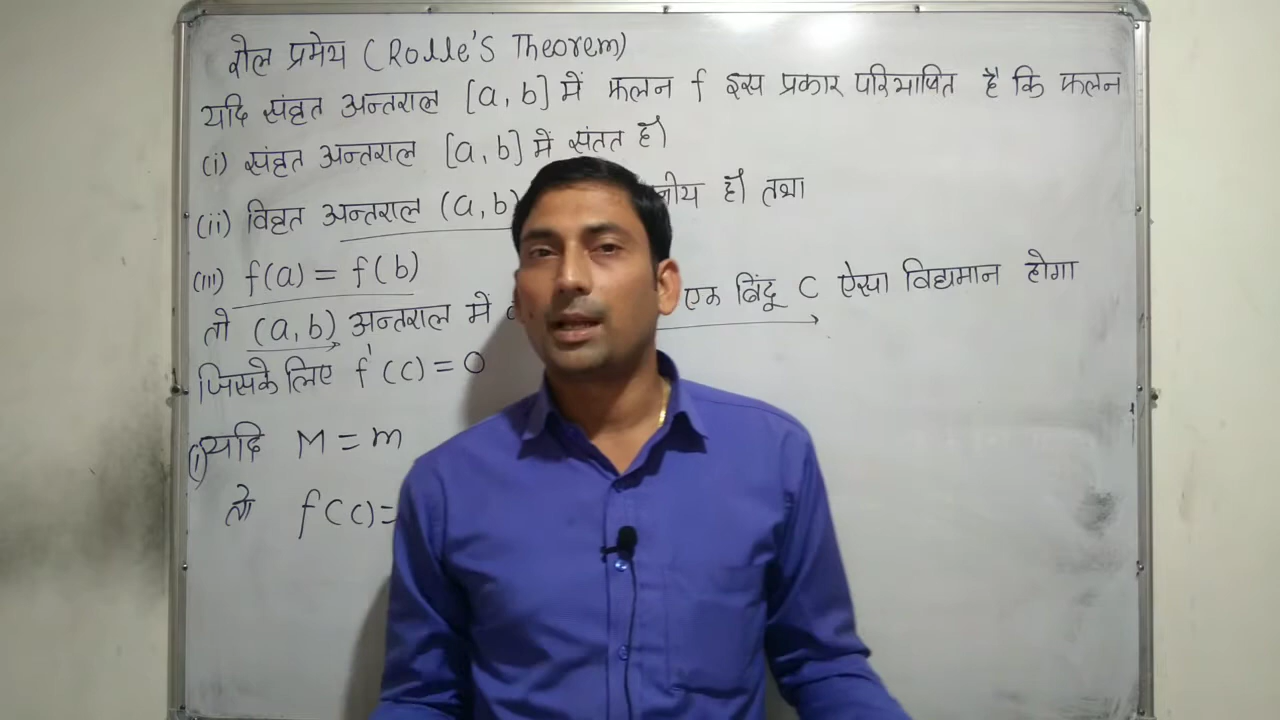 रोल प्रमेय (Rolle's Theorem)
यदि संवृत अन्तराल [a, b] में फलन f इस प्रकार परिभाषित है कि फलन
(i) संवृत अन्तराल [a, b] में संतत हो
(ii) विवृत अन्तराल (a, b) नीय हो तथा
(iii) f(a) = f(b)
तो (a, b) अन्तराल मे एक बिंदू C ऐसा विद्यमान होगा
जिसके लिए f'(c) = 0
(i) यदि M = m
तो f(c) =